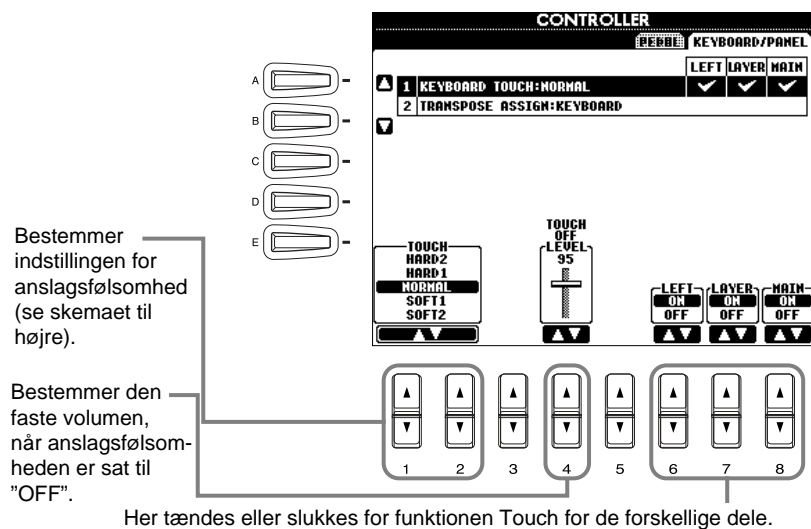 CONTROLLER
PEDAL KEYBOARD/PANEL
LEFT LAYER MAIN
1 KEYBOARD TOUCH:NORMAL
2 TRANSPOSE ASSIGN:KEYBOARD
A
B
C
D
E
TOUCH
HARD2
HARD1
NORMAL
SOFT1
SOFT2
TOUCH
OFF
LEVEL
95
LEFT LAYER MAIN
ON ON ON
OFF OFF OFF
Bestemmer
indstillingen for
anslagsfølsomhed
(se skemaet til
højre).
Bestemmer den
faste volumen,
når anslagsfølsom-
heden er sat til
”OFF”.
1 2 3 4 5 6 7 8
Her tændes eller slukkes for funktionen Touch for de forskellige dele.